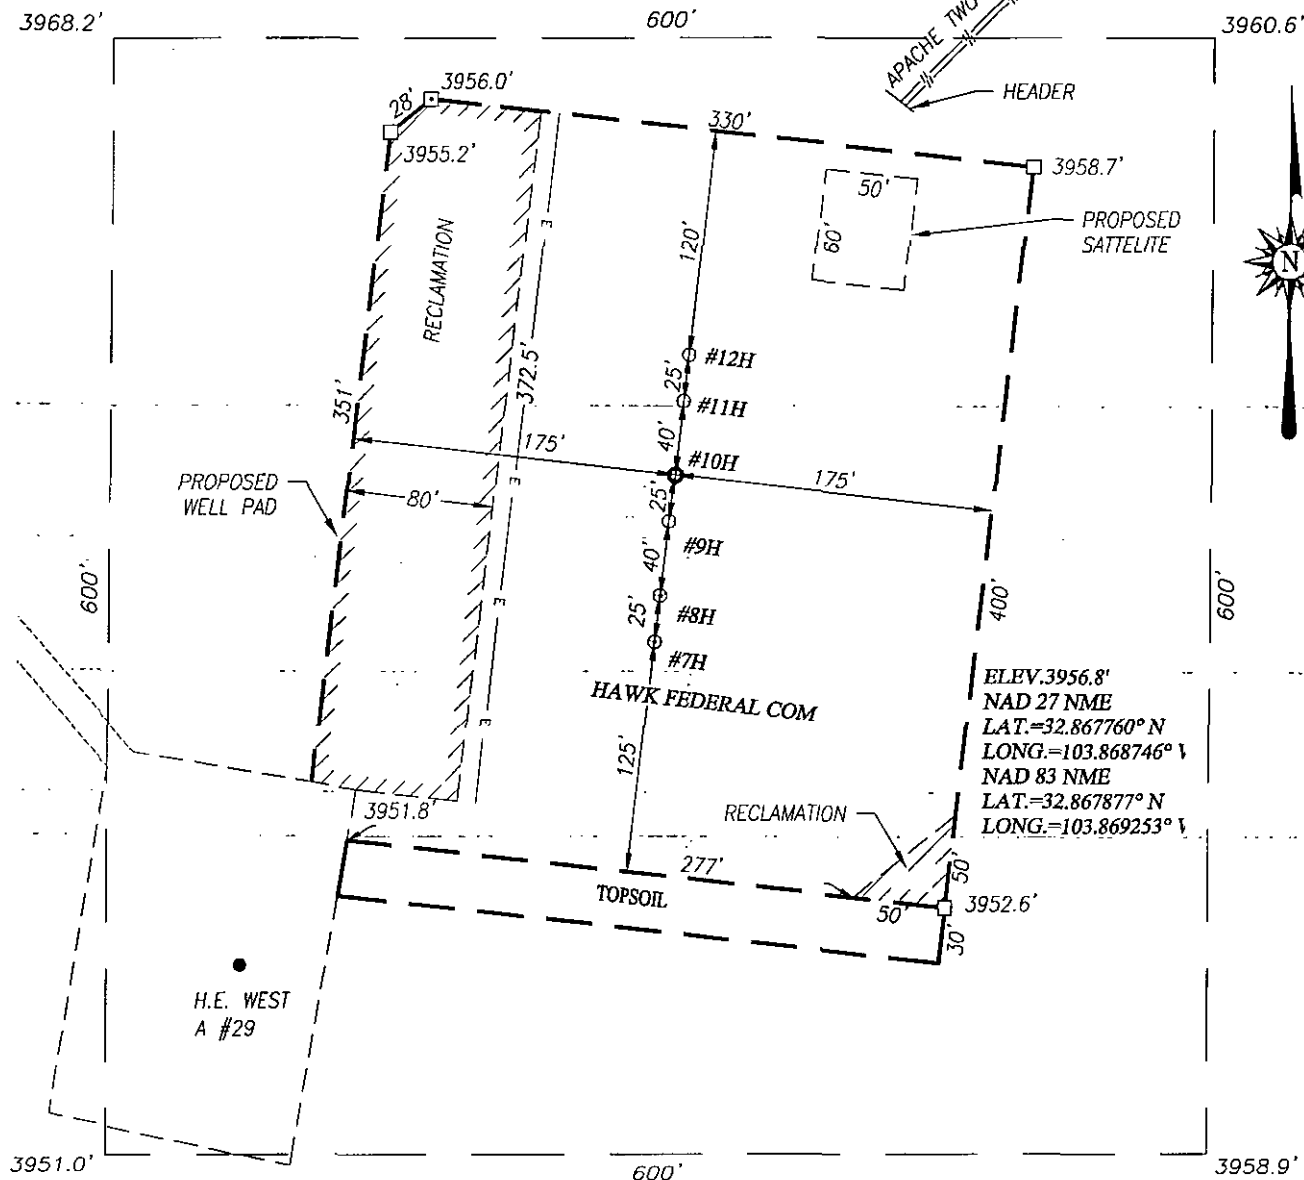 3968.2'
600'
3960.6'
APACHE TWO
HEADER
3956.0'
28'
330'
3955.2'
3958.7'
50'
60'
PROPOSED
SATTELITE
N
120'
RECLAMATION
E
372.5'
#12H
25'
#11H
351'
40'
175'
#10H
175'
PROPOSED
WELL PAD
80'
E
25'
#9H
40"
600'
400'
600'
E
25'
#8H
#7H
HAWK FEDERAL COM
ELEV.3956.8'
NAD 27 NME
LAT.=32.867760° N
LONG.=103.868746°
NAD 83 NME
LAT.=32.867877° N
LONG.=103.869253°
E
125'
3951.8'
RECLAMATION
277'
50'
TOPSOIL
50'
3952.6'
30'
H.E. WEST
A #29
3951.0'
600'
3958.9'